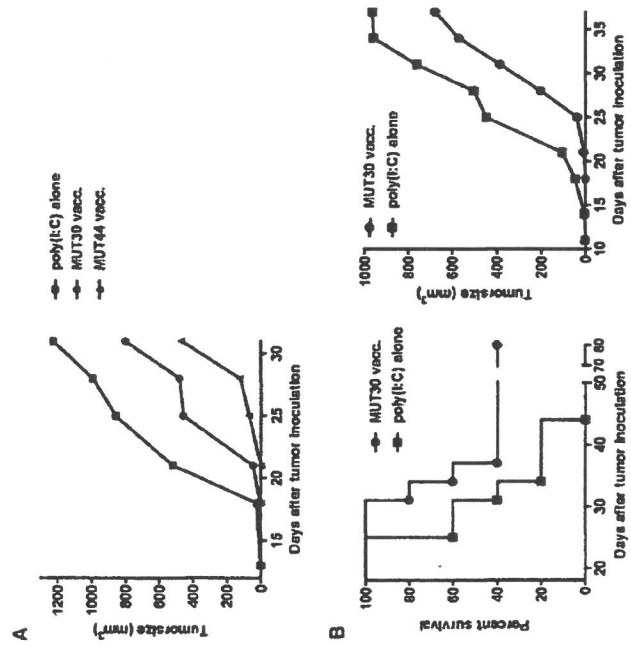 A
Tumorsize (mm³)
1200
1000
800
600
400
200
0
15
20
25
30
Days after tumor inoculation
poly(I:C) alone
MUT30 vacc.
MUT44 vacc.
B
Percent survival
100
80
60
40
20
0
20
30
40
50
70
80
Days after tumor inoculation
MUT30 vacc.
poly(I:C) alone
Tumorsize (mm³)
1000
800
600
400
200
0
10
15
20
25
30
35
Days after tumor inoculation
MUT30 vacc.
poly(I:C) alone